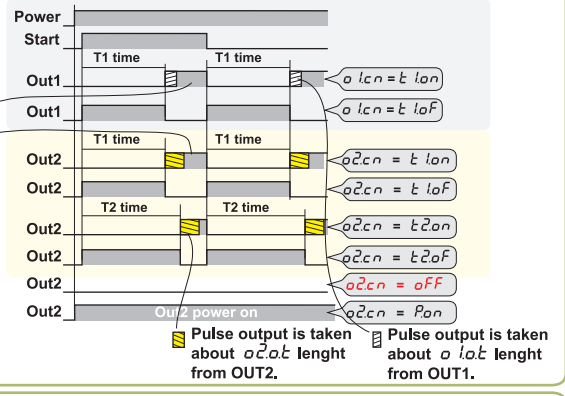 Power
Start
T1 time T1 time
Out1 o1.cn = t1.on
Out1 o1.cn = t1.oF
T1 time T1 time
Out2 o2.cn = t1.on
Out2 o2.cn = t1.oF
T2 time T2 time
Out2 o2.cn = t2.on
Out2 o2.cn = t2.oF
Out2 o2.cn = oFF
Out2 Out2 power on o2.cn = P.on
Pulse output is taken
about o2.o.t lenght
from OUT2.
Pulse output is taken
about o1.o.t lenght
from OUT1.